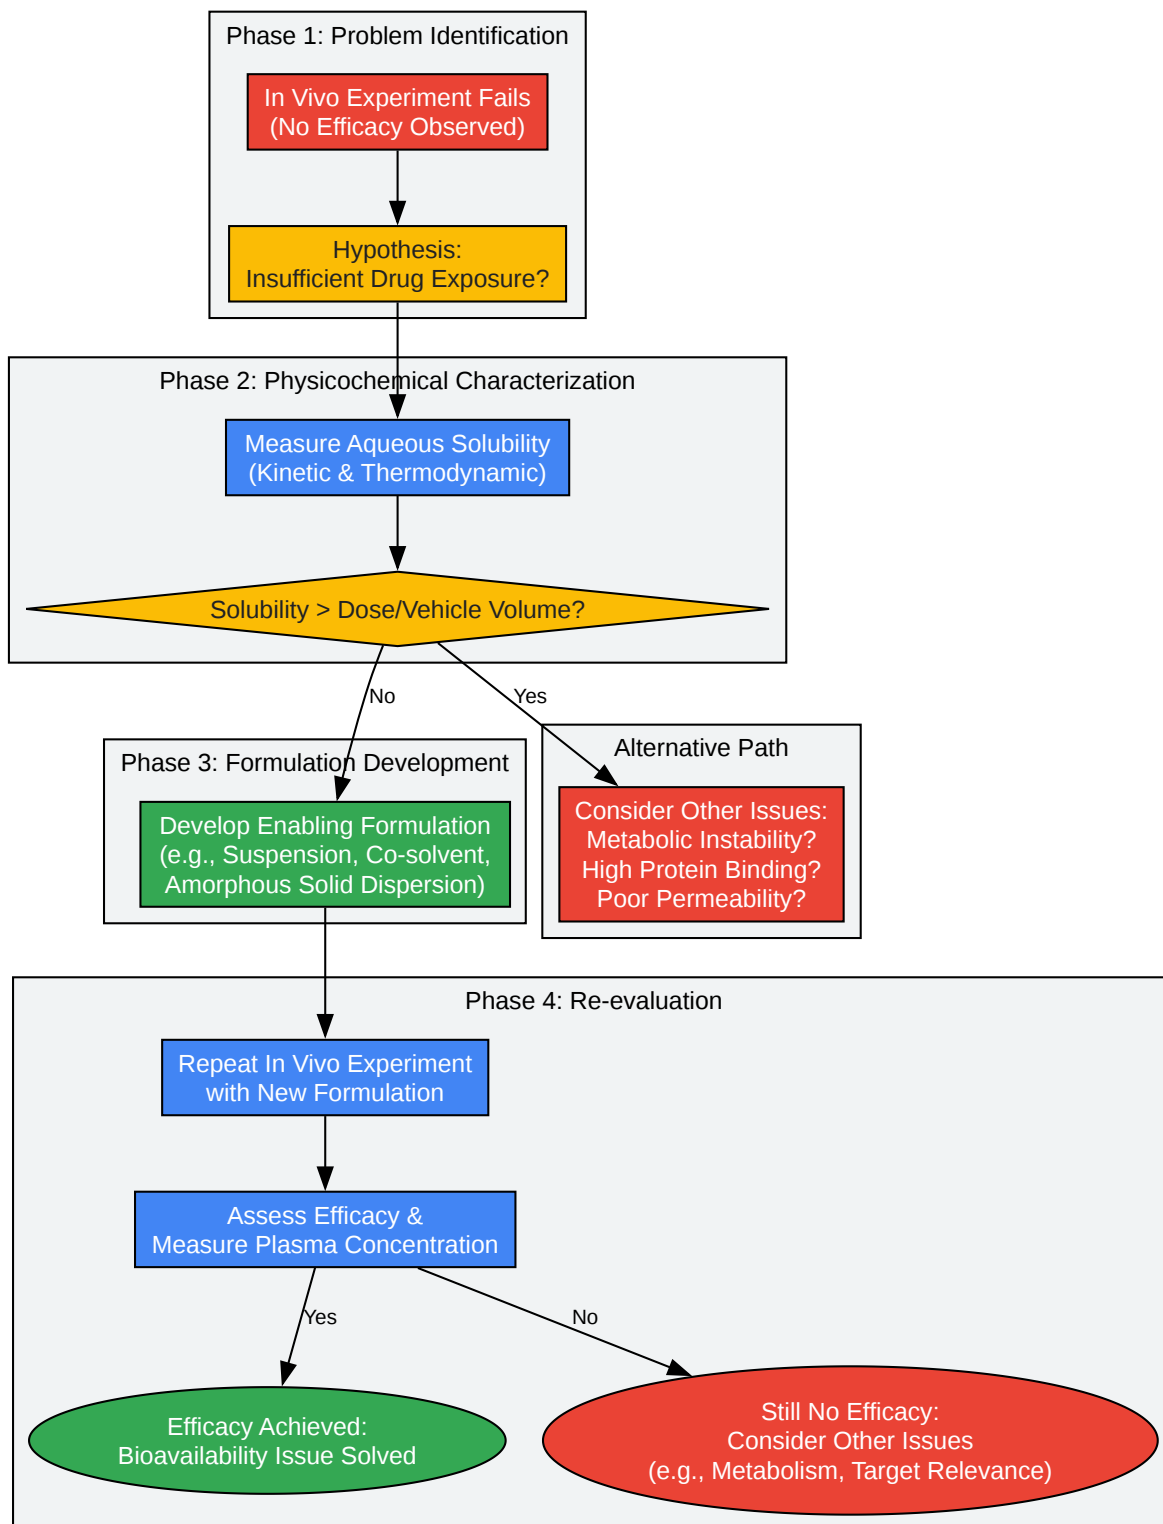 Phase 1: Problem Identification
In Vivo Experiment Fails
(No Efficacy Observed)
Hypothesis:
Insufficient Drug Exposure?
Phase 2: Physicochemical Characterization
Measure Aqueous Solubility
(Kinetic & Thermodynamic)
Solubility > Dose/Vehicle Volume?
No
Yes
Phase 3: Formulation Development
Develop Enabling Formulation
(e.g., Suspension, Co-solvent,
Amorphous Solid Dispersion)
Alternative Path
Consider Other Issues:
Metabolic Instability?
High Protein Binding?
Poor Permeability?
Phase 4: Re-evaluation
Repeat In Vivo Experiment
with New Formulation
Assess Efficacy &
Measure Plasma Concentration
Yes
No
Efficacy Achieved:
Bioavailability Issue Solved
Still No Efficacy:
Consider Other Issues
(e.g., Metabolism, Target Relevance)